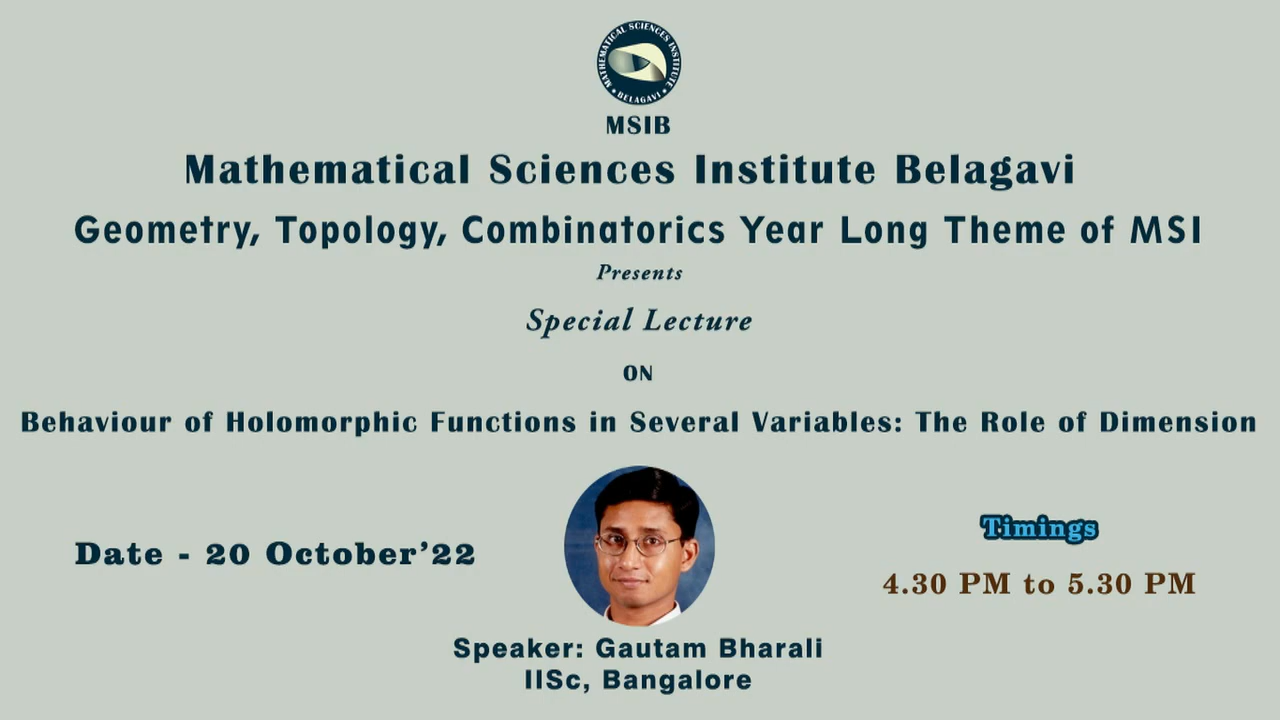 MATHEMATICAL SCIENCES INSTITUTE
BELAGAVI
MSIB
Mathematical Sciences Institute Belagavi
Geometry, Topology, Combinatorics Year Long Theme of MSI
Presents
Special Lecture
ON
Behaviour of Holomorphic Functions in Several Variables: The Role of Dimension
Date - 20 October’22
Timings
4.30 PM to 5.30 PM
Speaker: Gautam Bharali
IISc, Bangalore